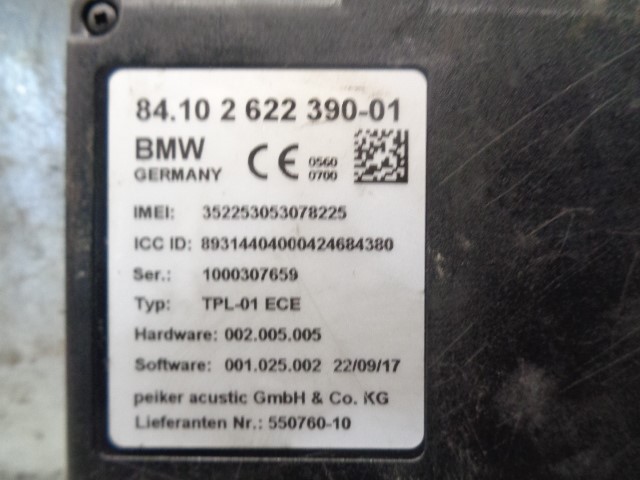 84.10 2 622 390-01
BMW
GERMANY
CE 0560
0700
IMEI: 352253053078225
ICC ID: 89314404000424684380
Ser.: 1000307659
Typ: TPL-01 ECE
Hardware: 002.005.005
Software: 001.025.002 22/09/17
peiker acustic GmbH & Co. KG
Lieferanten Nr.: 550760-10